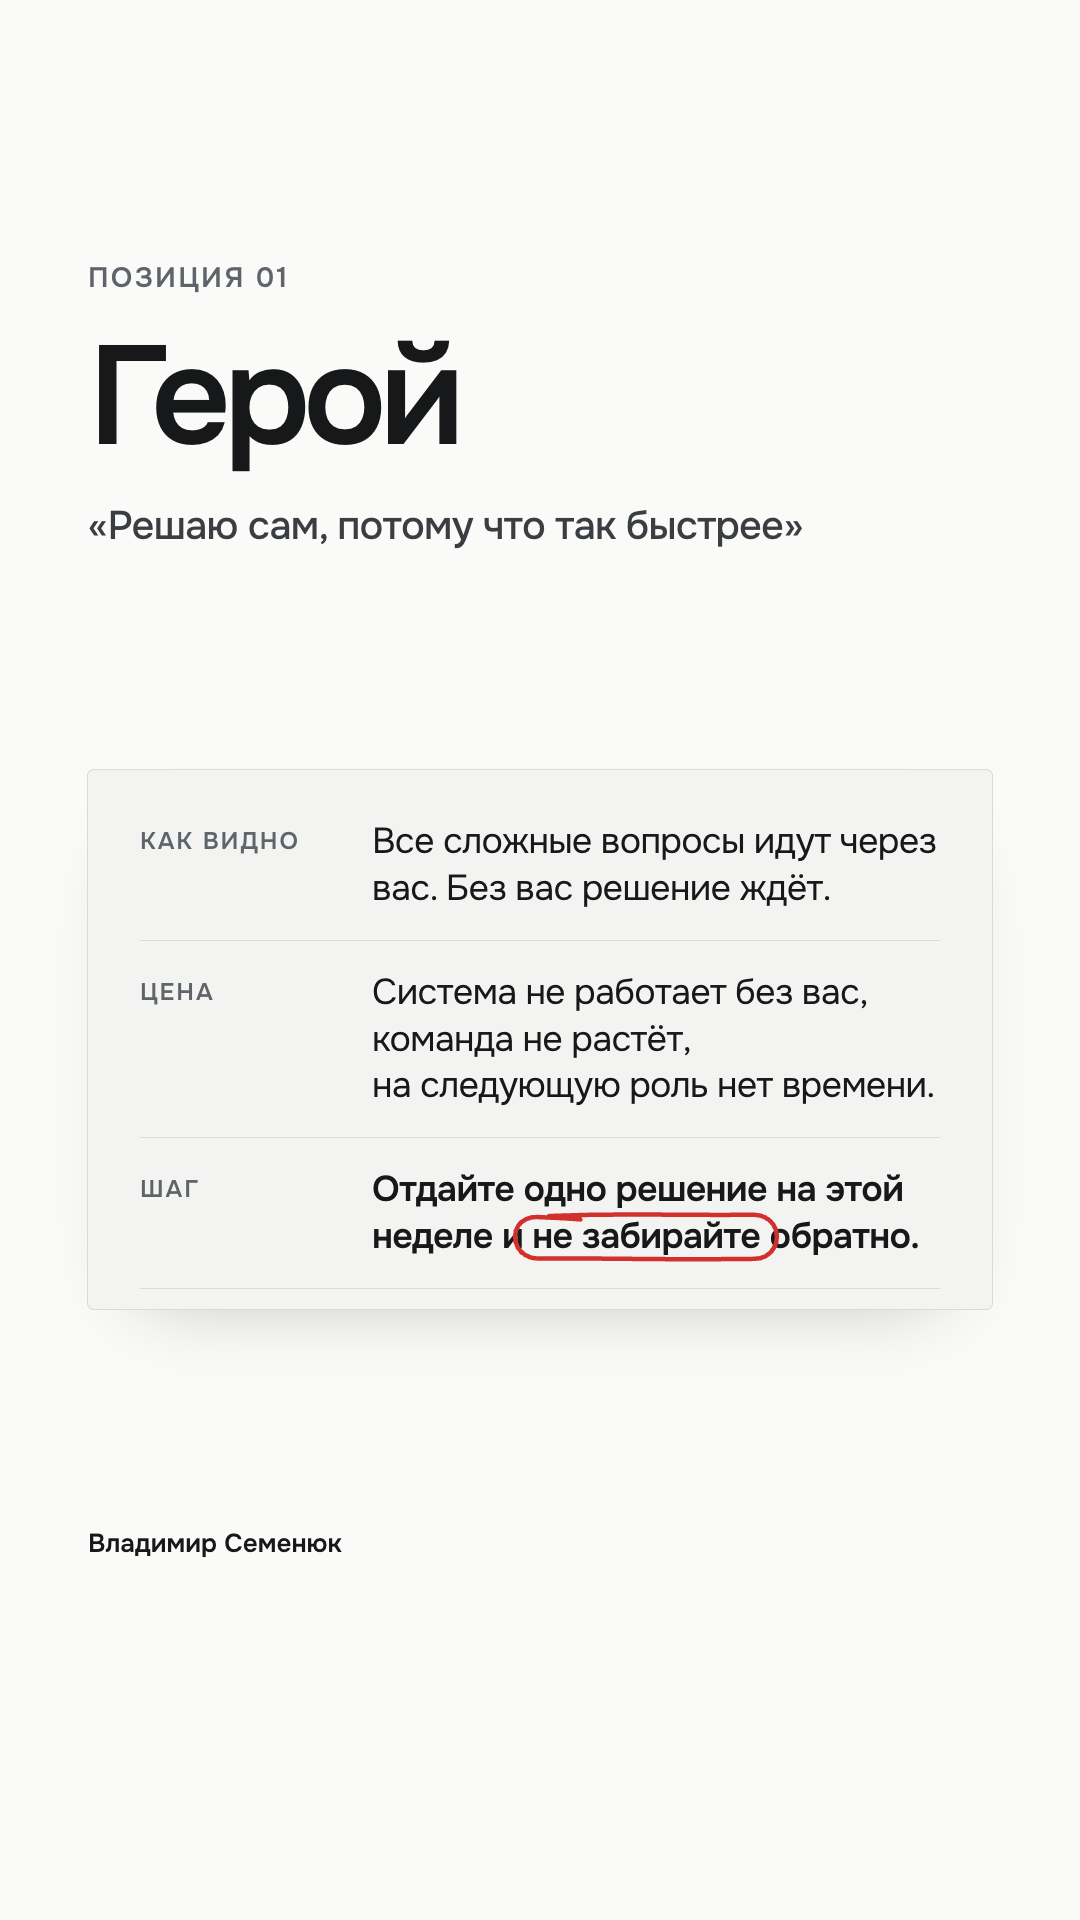 ПОЗИЦИЯ 01
Герой
«Решаю сам, потому что так быстрее»
КАК ВИДНО
Все сложные вопросы идут через
вас. Без вас решение ждёт.
ЦЕНА
Система не работает без вас,
команда не растёт,
на следующую роль нет времени.
ШАГ
Отдайте одно решение на этой
неделе и не забирайте обратно.
Владимир Семенюк